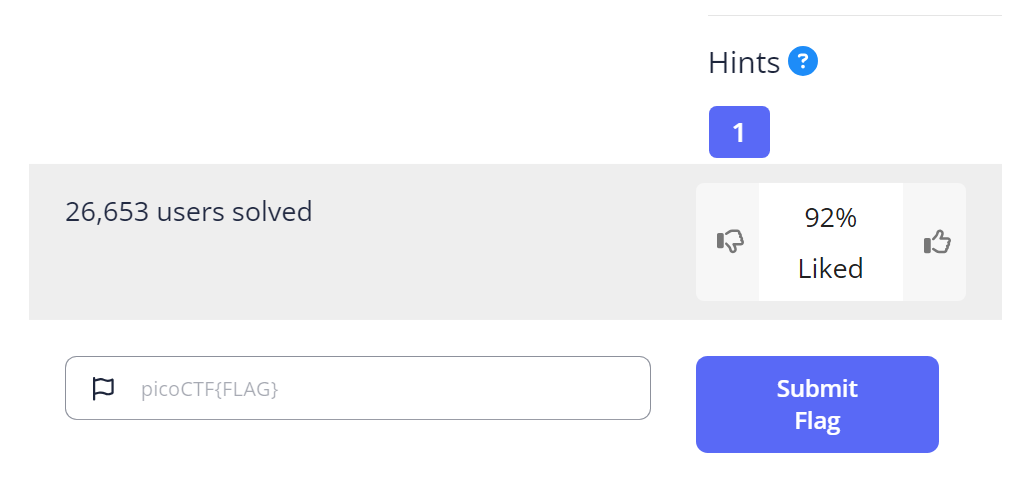 Hints ?
1
26,653 users solved
92%
Liked
picoCTF{FLAG}
Submit
Flag